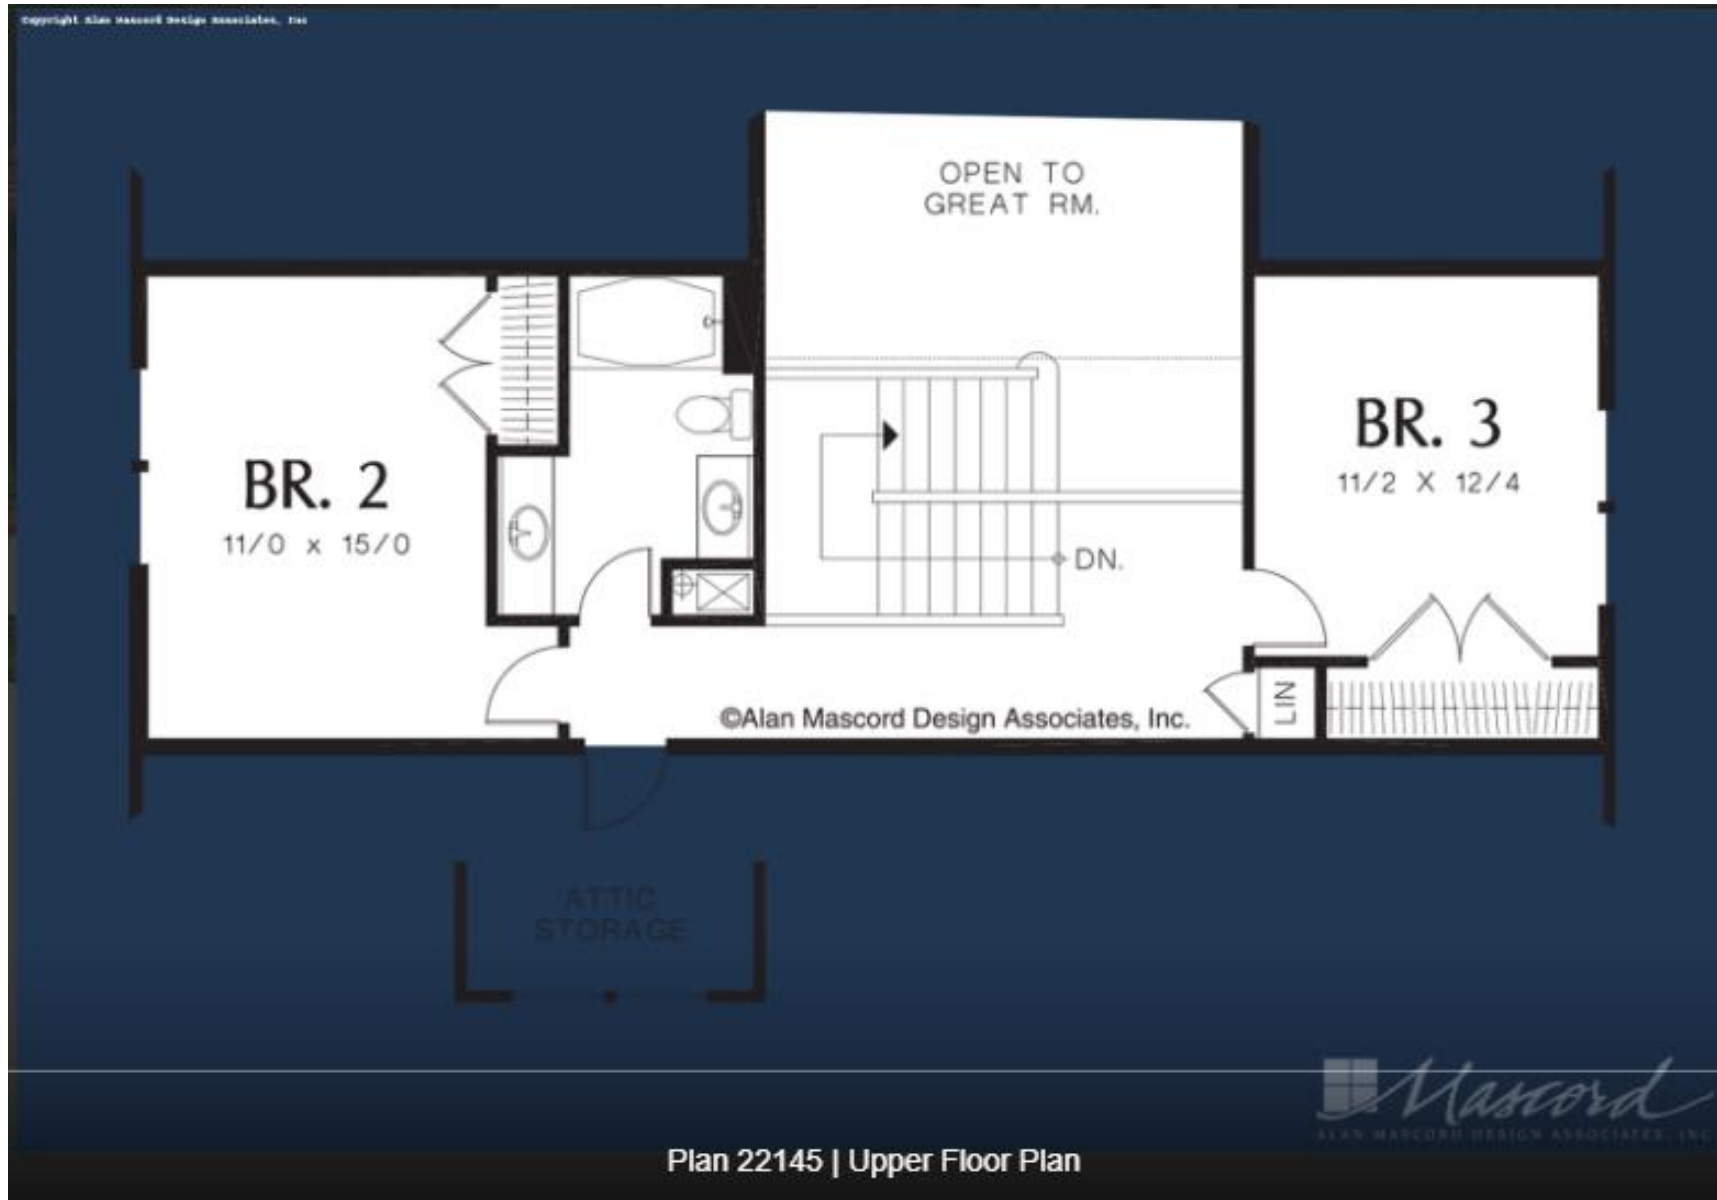 Copyright Alan Mascord Design Associates, Inc
OPEN TO
GREAT RM.
BR. 2
11/0 x 15/0
BR. 3
11/2 X 12/4
DN.
LIN
©Alan Mascord Design Associates, Inc.
ATTIC
STORAGE
Mascord
ALAN MASCORD DESIGN ASSOCIATES, INC
Plan 22145 | Upper Floor Plan